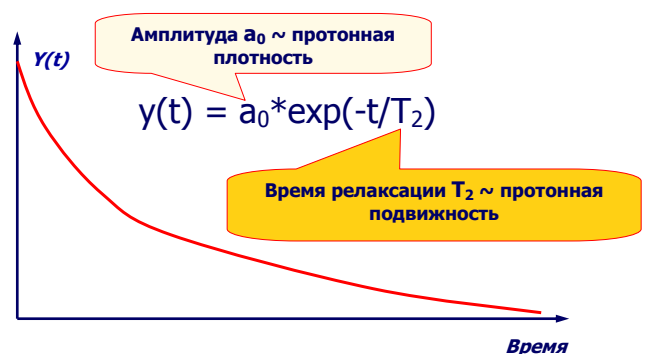 Амплитуда a₀ ~ протонная
плотность
Y(t)
y(t) = a₀*exp(-t/T₂)
Время релаксации T₂ ~ протонная
подвижность
Время